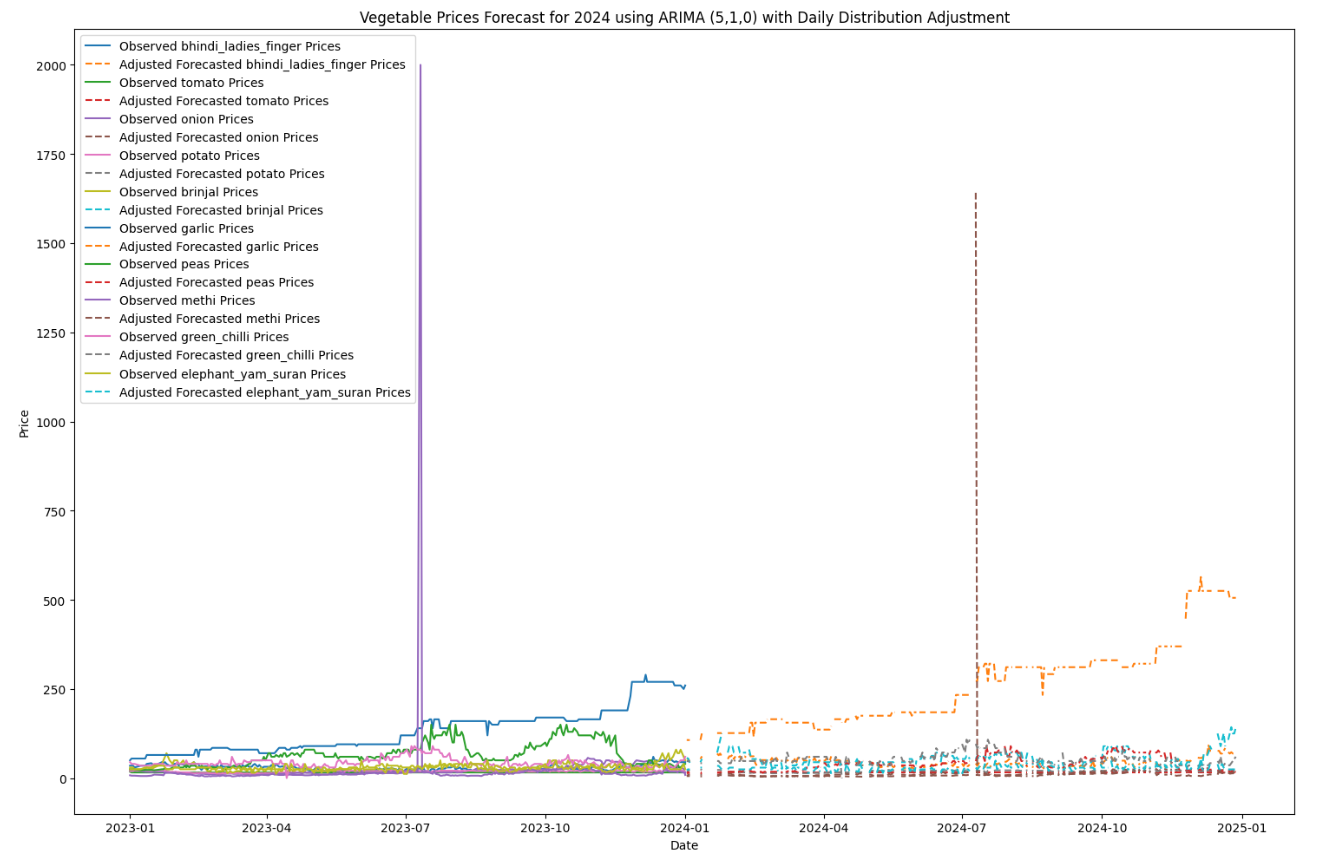 Vegetable Prices Forecast for 2024 using ARIMA (5,1,0) with Daily Distribution Adjustment
Observed bhindi_ladies_finger Prices
Adjusted Forecasted bhindi_ladies_finger Prices
Observed tomato Prices
Adjusted Forecasted tomato Prices
Observed onion Prices
Adjusted Forecasted onion Prices
Observed potato Prices
Adjusted Forecasted potato Prices
Observed brinjal Prices
Adjusted Forecasted brinjal Prices
Observed garlic Prices
Adjusted Forecasted garlic Prices
Observed peas Prices
Adjusted Forecasted peas Prices
Observed methi Prices
Adjusted Forecasted methi Prices
Observed green_chilli Prices
Adjusted Forecasted green_chilli Prices
Observed elephant_yam_suran Prices
Adjusted Forecasted elephant_yam_suran Prices
2000
1750
1500
1250
1000
750
500
250
0
Price
2023-01 2023-04 2023-07 2023-10 2024-01 2024-04 2024-07 2024-10 2025-01
Date